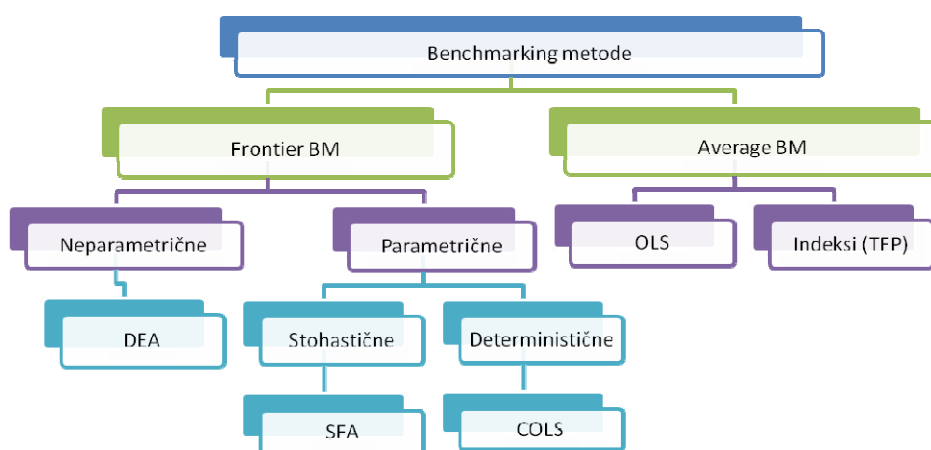 Benchmarking metode
Frontier BM
Average BM
Neparametrične
Parametrične
OLS
Indeksi (TFP)
DEA
Stohastične
Deterministične
SFA
COLS